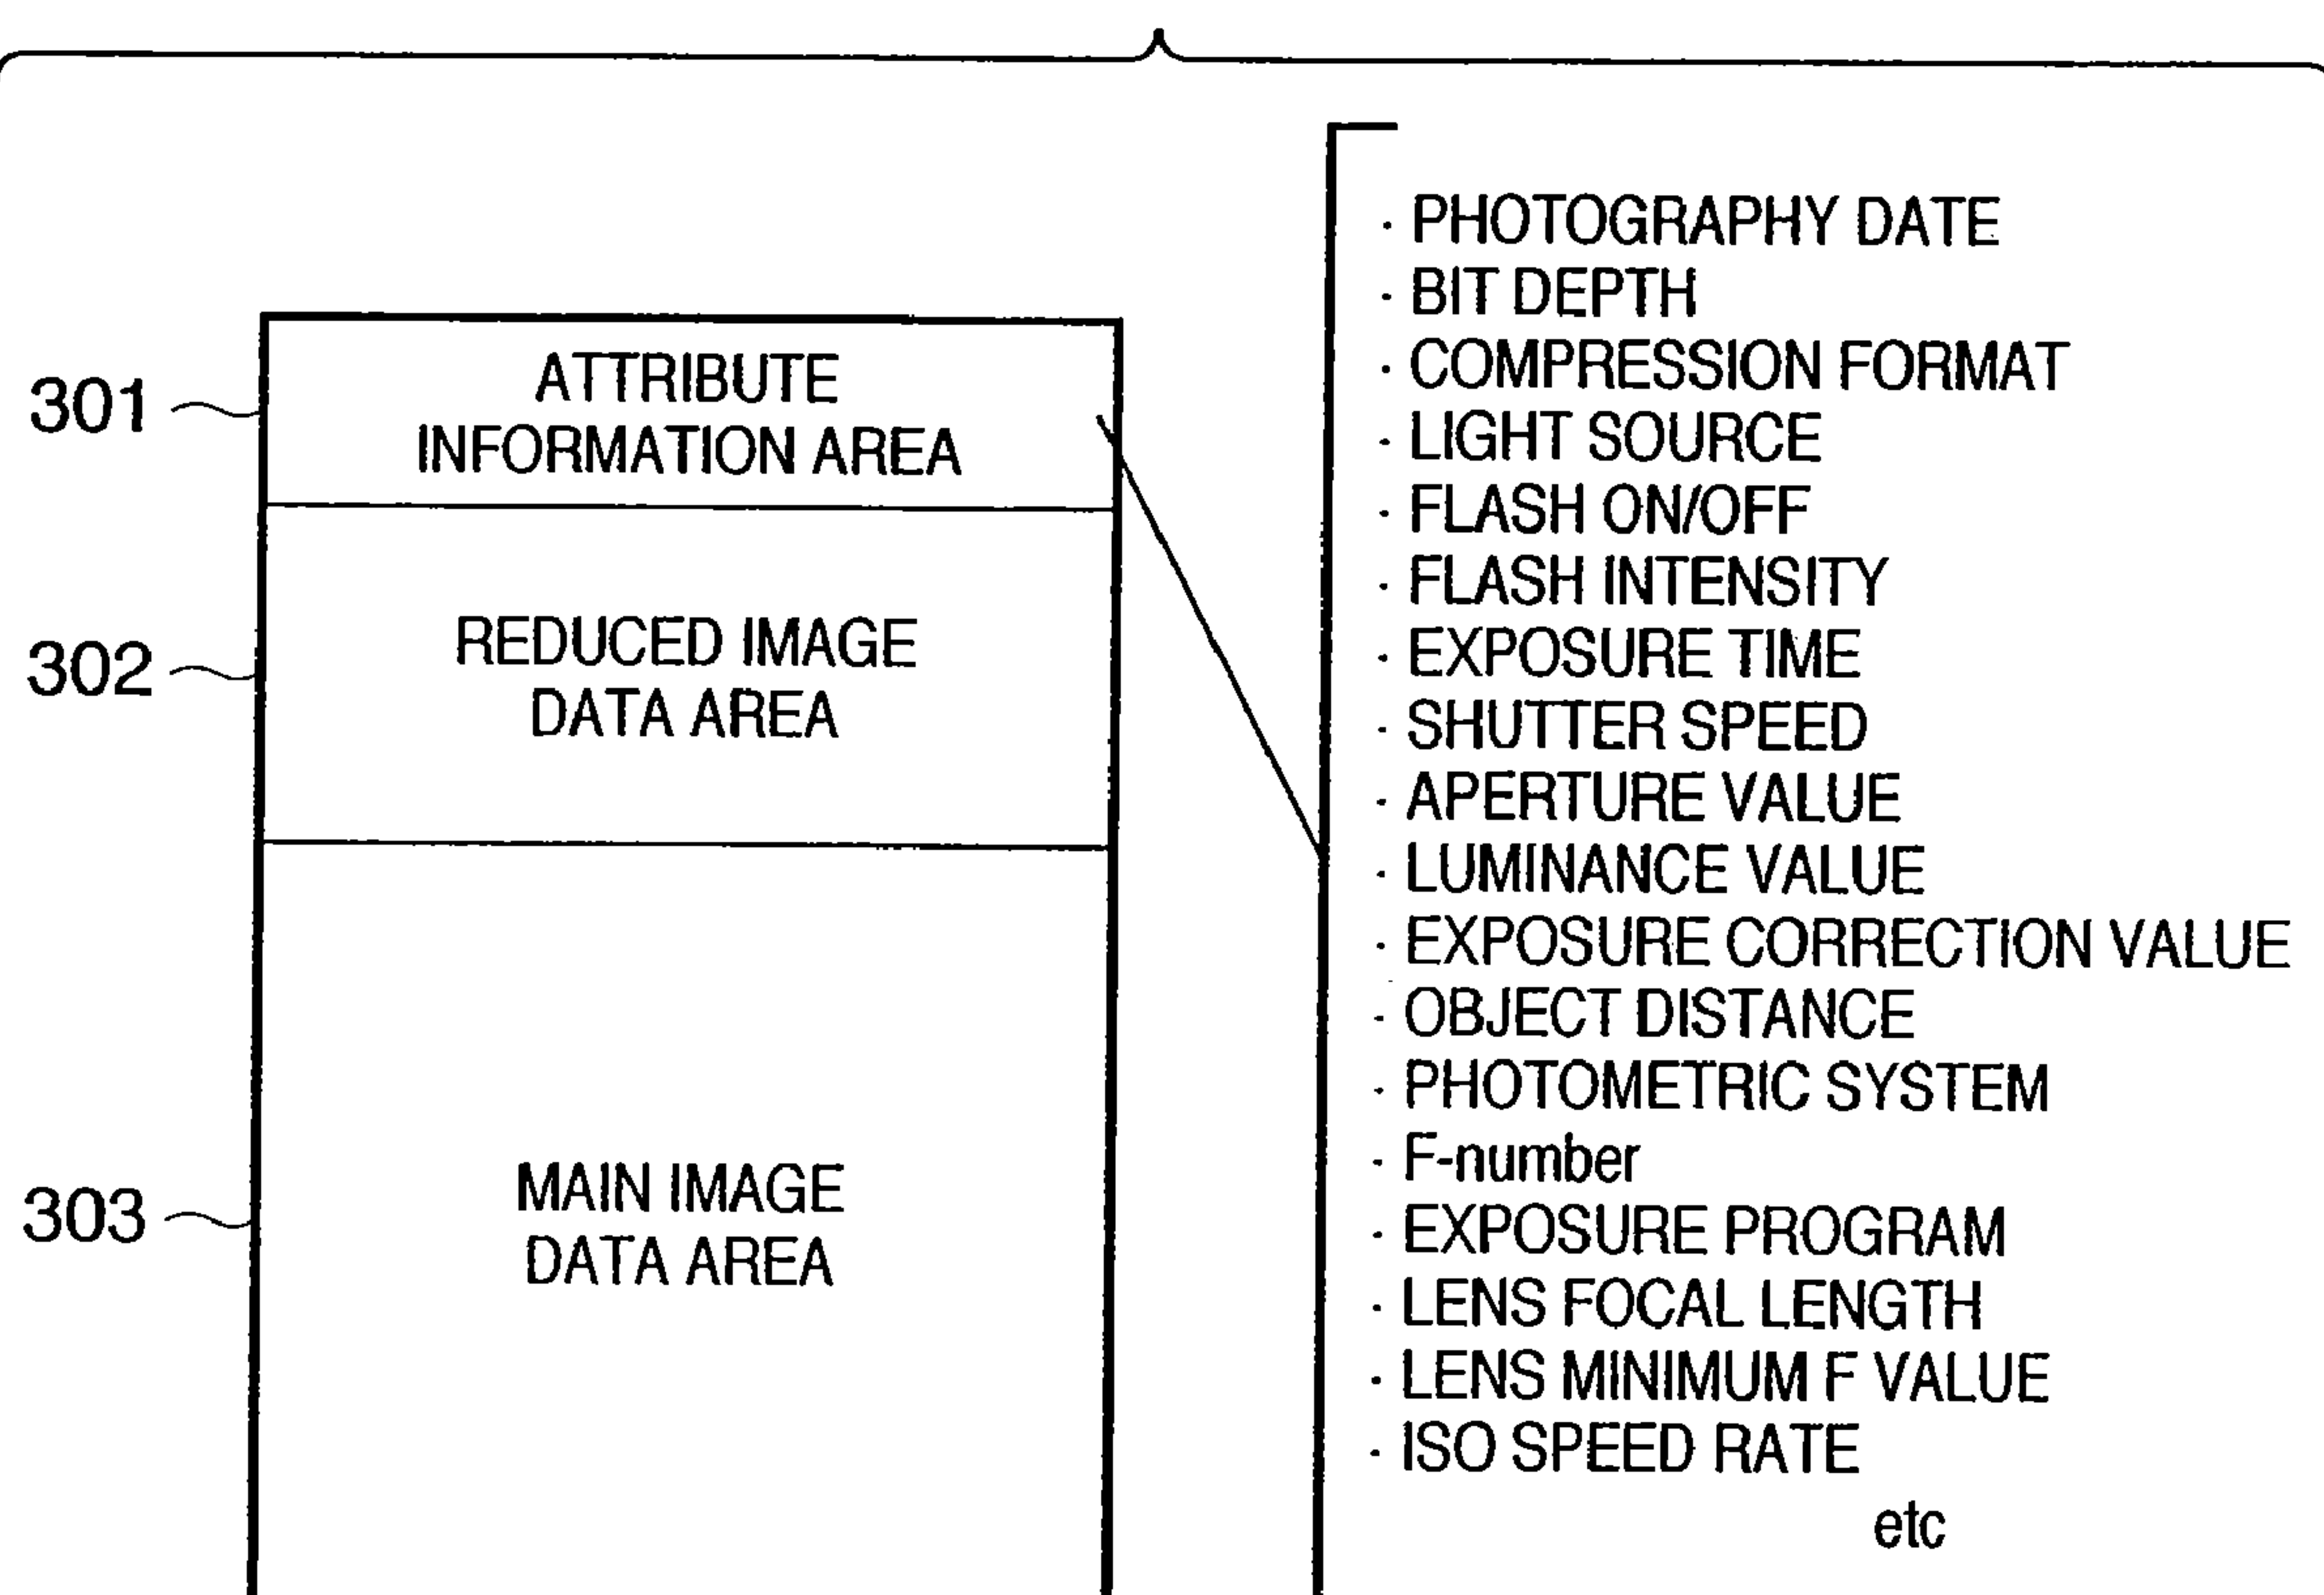 301
ATTRIBUTE
INFORMATION AREA
302
REDUCED IMAGE
DATA AREA
303
MAIN IMAGE
DATA AREA
· PHOTOGRAPHY DATE
· BIT DEPTH
· COMPRESSION FORMAT
· LIGHT SOURCE
· FLASH ON/OFF
· FLASH INTENSITY
· EXPOSURE TIME
· SHUTTER SPEED
· APERTURE VALUE
· LUMINANCE VALUE
· EXPOSURE CORRECTION VALUE
· OBJECT DISTANCE
· PHOTOMETRIC SYSTEM
· F-number
· EXPOSURE PROGRAM
· LENS FOCAL LENGTH
· LENS MINIMUM F VALUE
· ISO SPEED RATE
etc